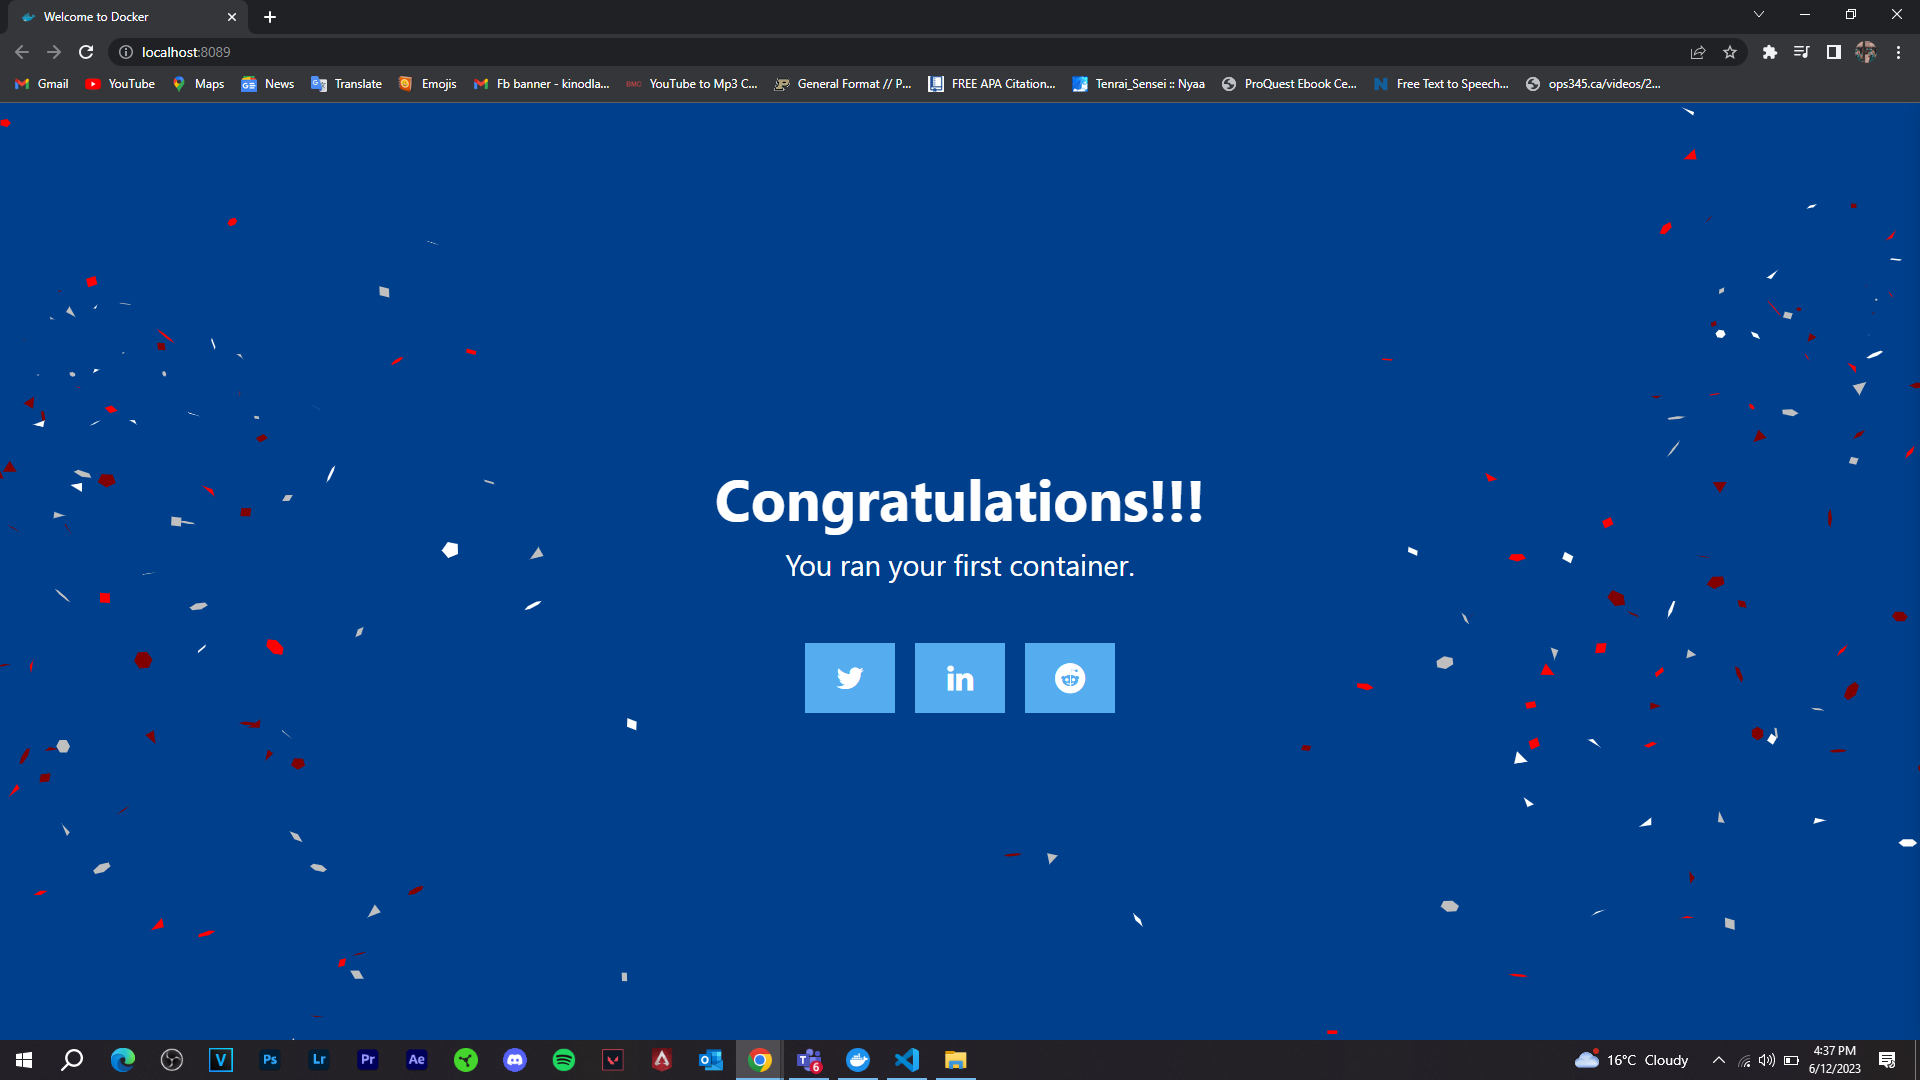 Welcome to Docker
localhost:8089
Gmail YouTube Maps News Translate Emojis Fb banner - kinodla... YouTube to Mp3 C... General Format // P... FREE APA Citation... Tenrai_Sensei :: Nyaa ProQuest Ebook Ce... Free Text to Speech... ops345.ca/videos/2...
Congratulations!!!
You ran your first container.
in
V Ps Lr Pr Ae O T 6 16°C Cloudy 4:37 PM
6/12/2023